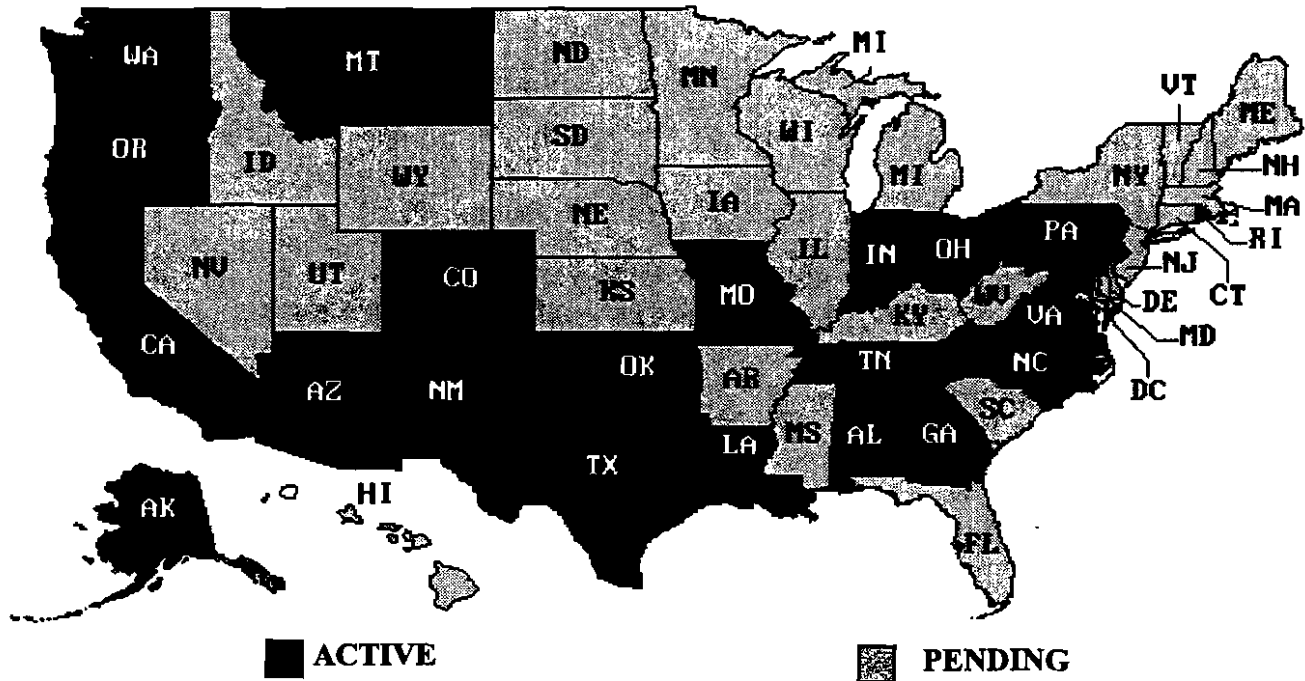 WA
MT
ND
MN
MI
VT
ME
OR
ID
WY
SD
WI
MI
NY
NH
MA
RI
CT
NV
UT
CO
NE
KS
IA
IL
IN
OH
PA
NJ
DE
MD
DC
CA
AZ
NM
OK
MO
KY
WV
VA
TN
NC
AR
SC
TX
LA
MS
AL
GA
FL
AK
HI
ACTIVE
PENDING